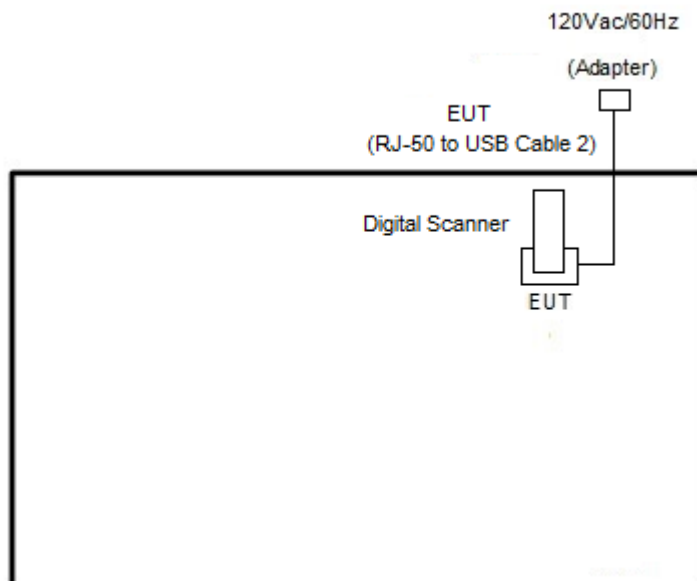 120Vac/60Hz
(Adapter)
EUT
(RJ-50 to USB Cable 2)
Digital Scanner
EUT